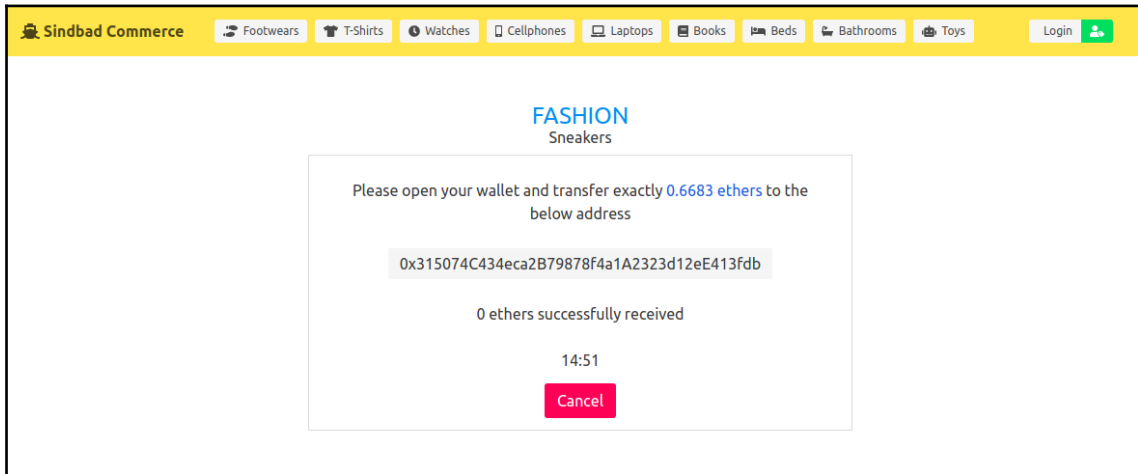 Sindbad Commerce Footwears T-Shirts Watches Cellphones Laptops Books Beds Bathrooms Toys Login
FASHION
Sneakers
Please open your wallet and transfer exactly 0.6683 ethers to the
below address
0x315074C434eca2B79878f4a1A2323d12eE413fdb
0 ethers successfully received
14:51
Cancel